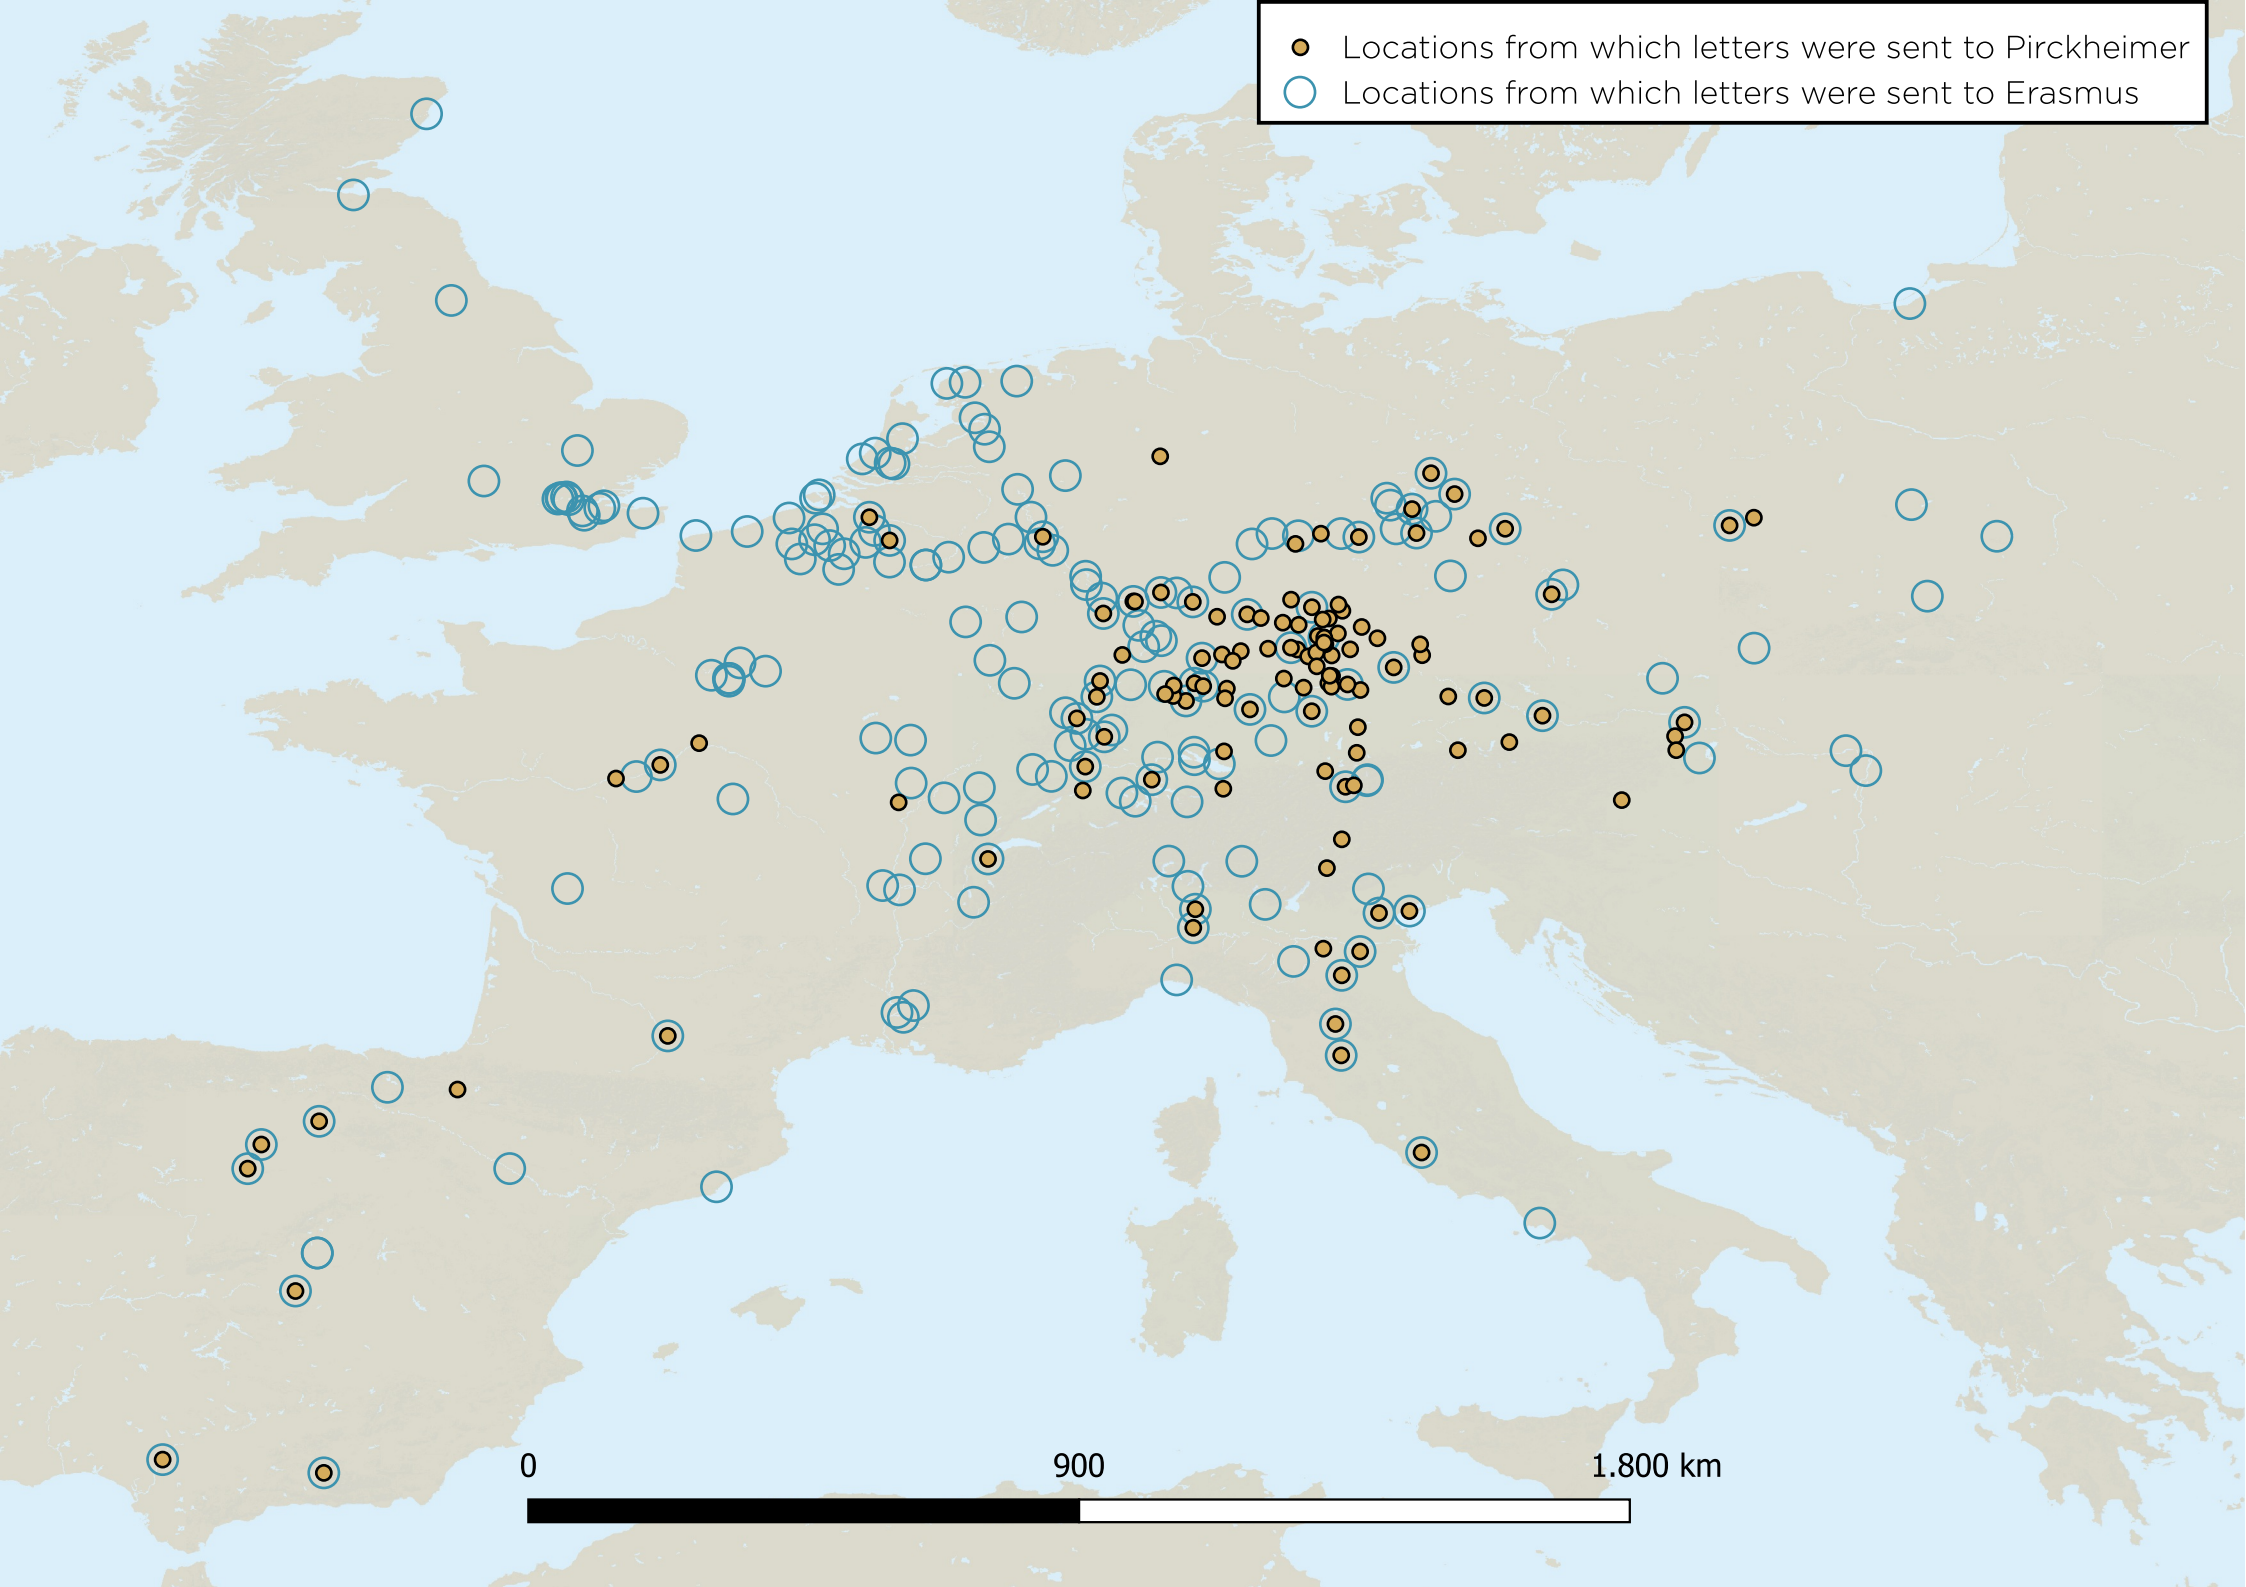 Locations from which letters were sent to Pirckheimer
Locations from which letters were sent to Erasmus
0 900 1.800 km